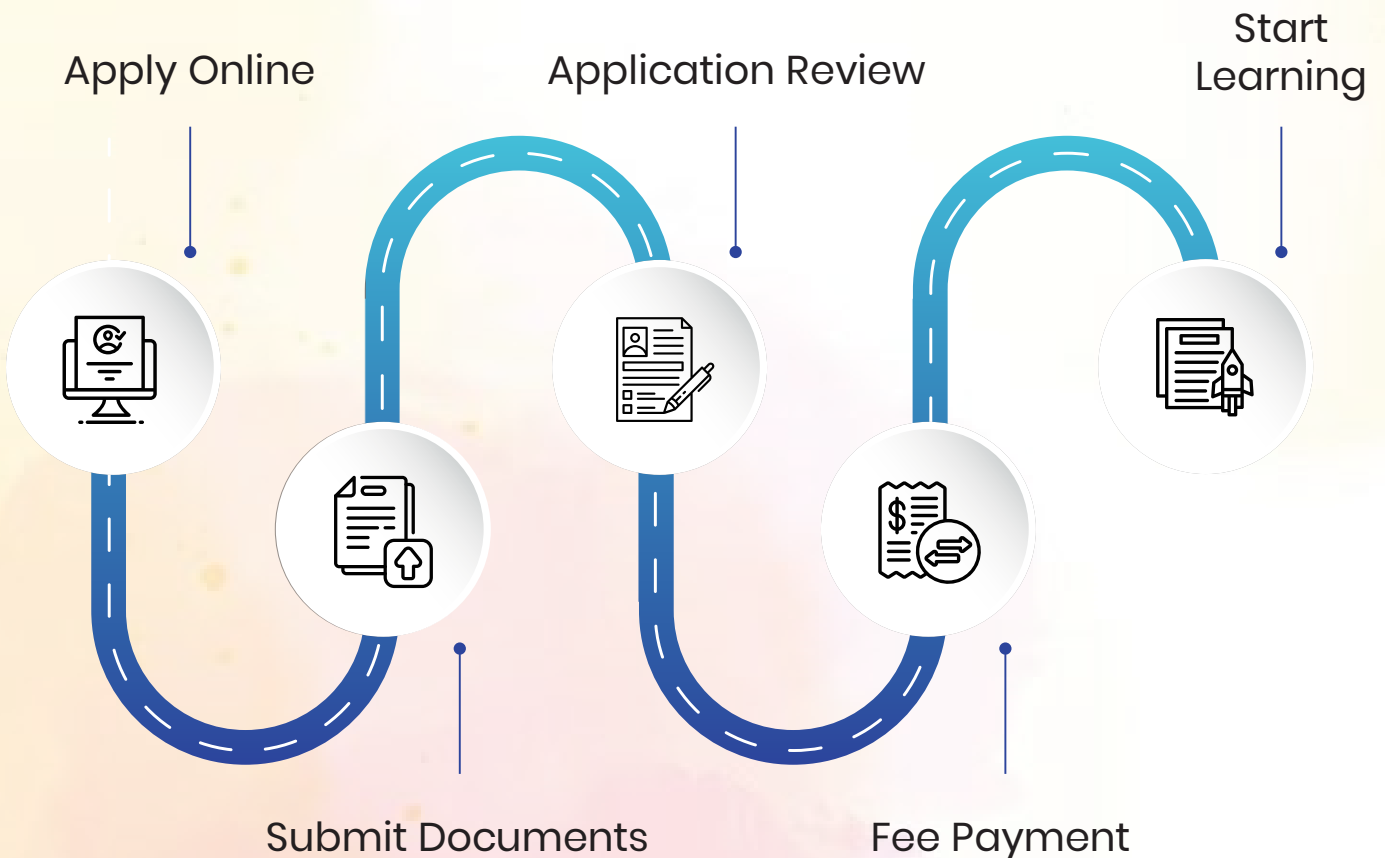 Apply Online
Submit Documents
Application Review
Fee Payment
Start
Learning
$